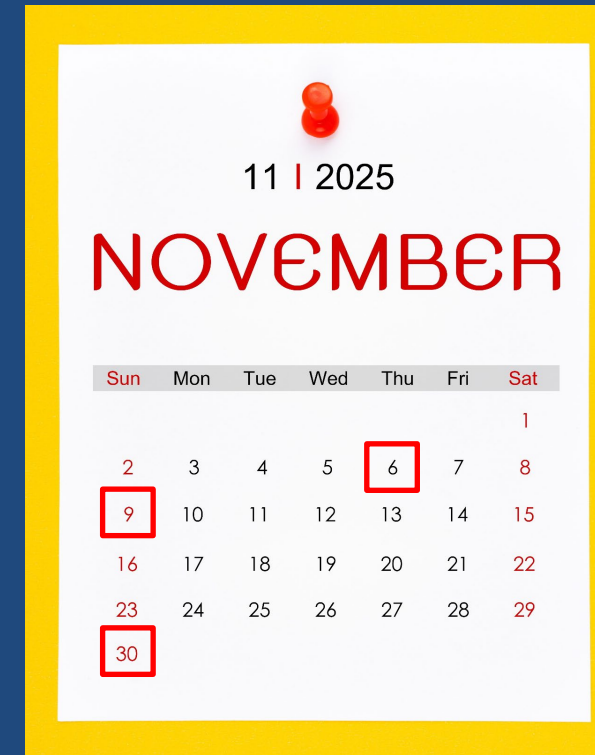 11 I 2025
NOVEMBER
Sun Mon Tue Wed Thu Fri Sat
1
2 3 4 5 6 7 8
9 10 11 12 13 14 15
16 17 18 19 20 21 22
23 24 25 26 27 28 29
30